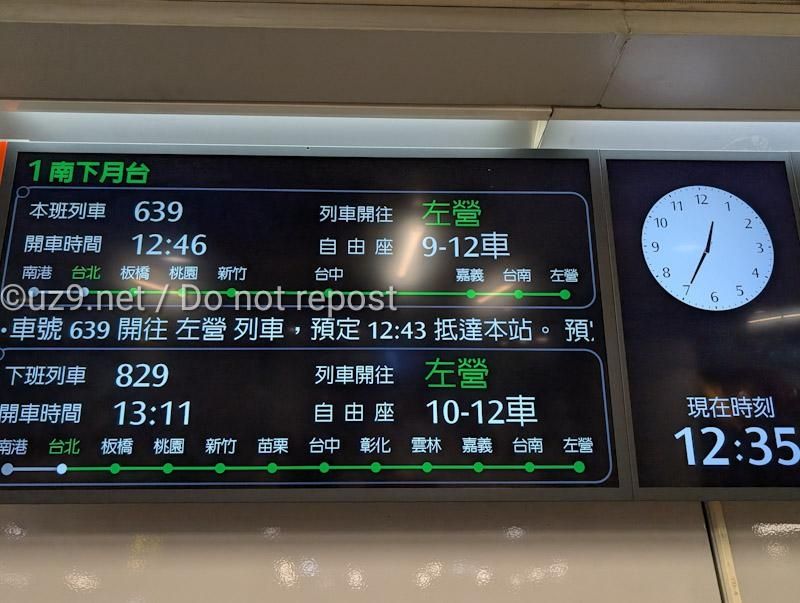 1 南下月台
本班列車 639 列車開往 左營
開車時間 12:46 自由座 9-12車
南港 台北 板橋 桃園 新竹 台中 嘉義 台南 左營
©uz9.net / Do not repost
·車號 639 開往 左營 列車，預定 12:43 抵達本站。 預
下班列車 829 列車開往 左營
開車時間 13:11 自由座 10-12車
南港 台北 板橋 桃園 新竹 苗栗 台中 彰化 雲林 嘉義 台南 左營
12 1 2 3 4 5 6 7 8 9 10 11
現在時刻
12:35